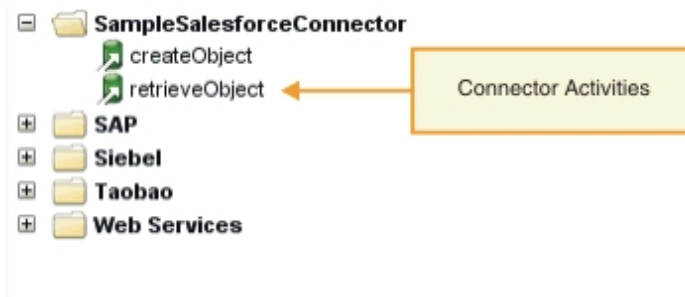 SampleSalesforceConnector
createObject
retrieveObject
Connector Activities
SAP
Siebel
Taobao
Web Services